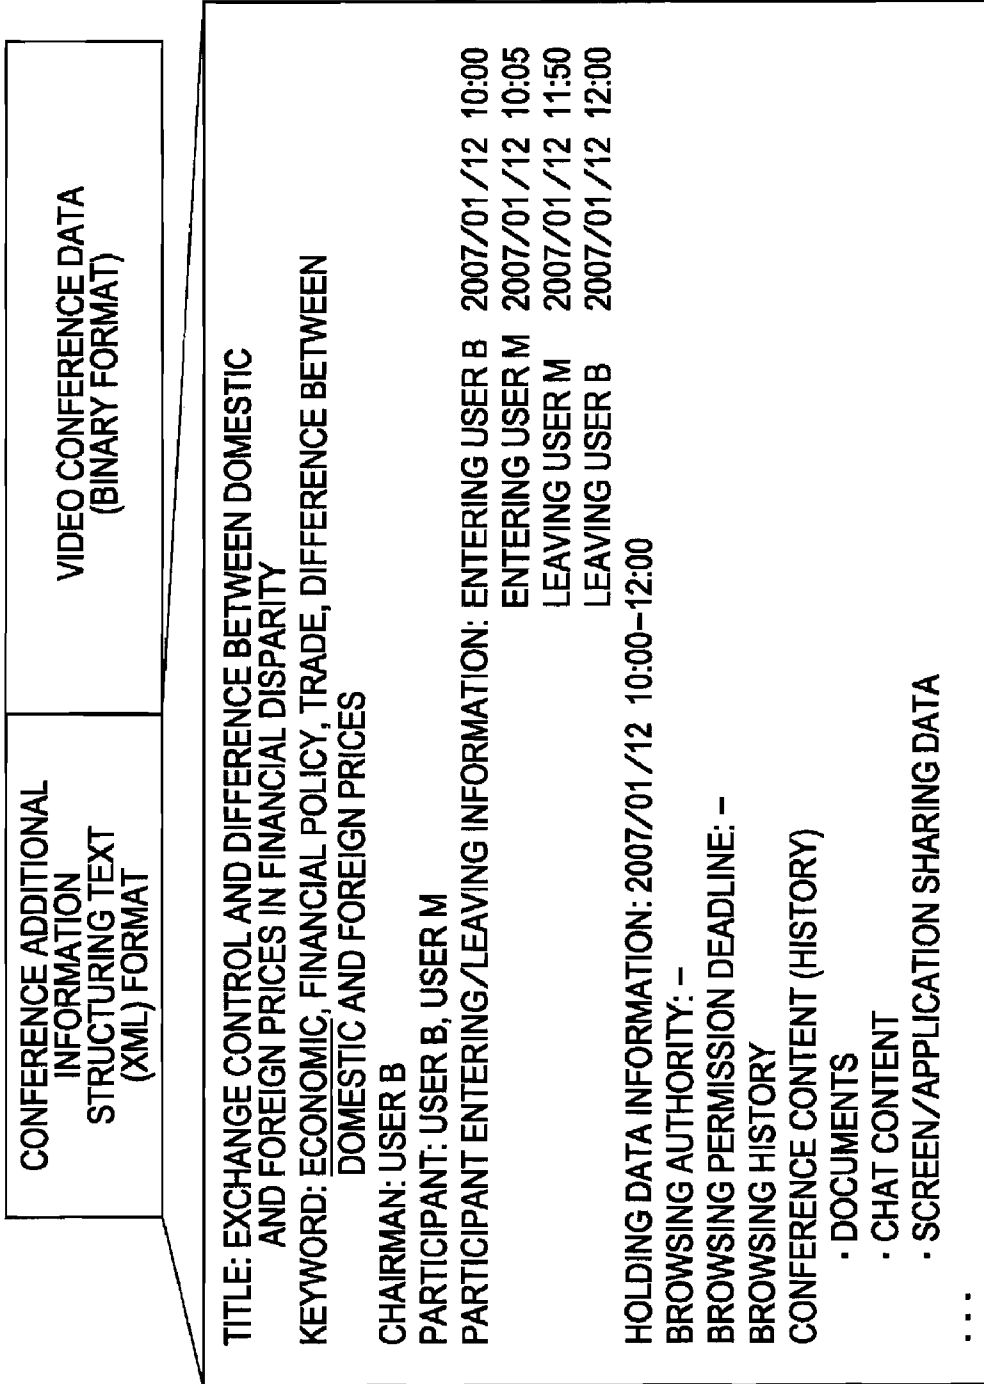 CONFERENCE ADDITIONAL
INFORMATION
STRUCTURING TEXT
(XML) FORMAT
VIDEO CONFERENCE DATA
(BINARY FORMAT)
TITLE: EXCHANGE CONTROL AND DIFFERENCE BETWEEN DOMESTIC
AND FOREIGN PRICES IN FINANCIAL DISPARITY
KEYWORD: ECONOMIC, FINANCIAL POLICY, TRADE, DIFFERENCE BETWEEN
DOMESTIC AND FOREIGN PRICES
CHAIRMAN: USER B
PARTICIPANT: USER B, USER M
PARTICIPANT ENTERING/LEAVING INFORMATION: ENTERING USER B 2007/01/12 10:00
ENTERING USER M 2007/01/12 10:05
LEAVING USER M 2007/01/12 11:50
LEAVING USER B 2007/01/12 12:00
HOLDING DATA INFORMATION: 2007/01/12 10:00–12:00
BROWSING AUTHORITY: –
BROWSING PERMISSION DEADLINE: –
BROWSING HISTORY
CONFERENCE CONTENT (HISTORY)
· DOCUMENTS
· CHAT CONTENT
· SCREEN/APPLICATION SHARING DATA
...